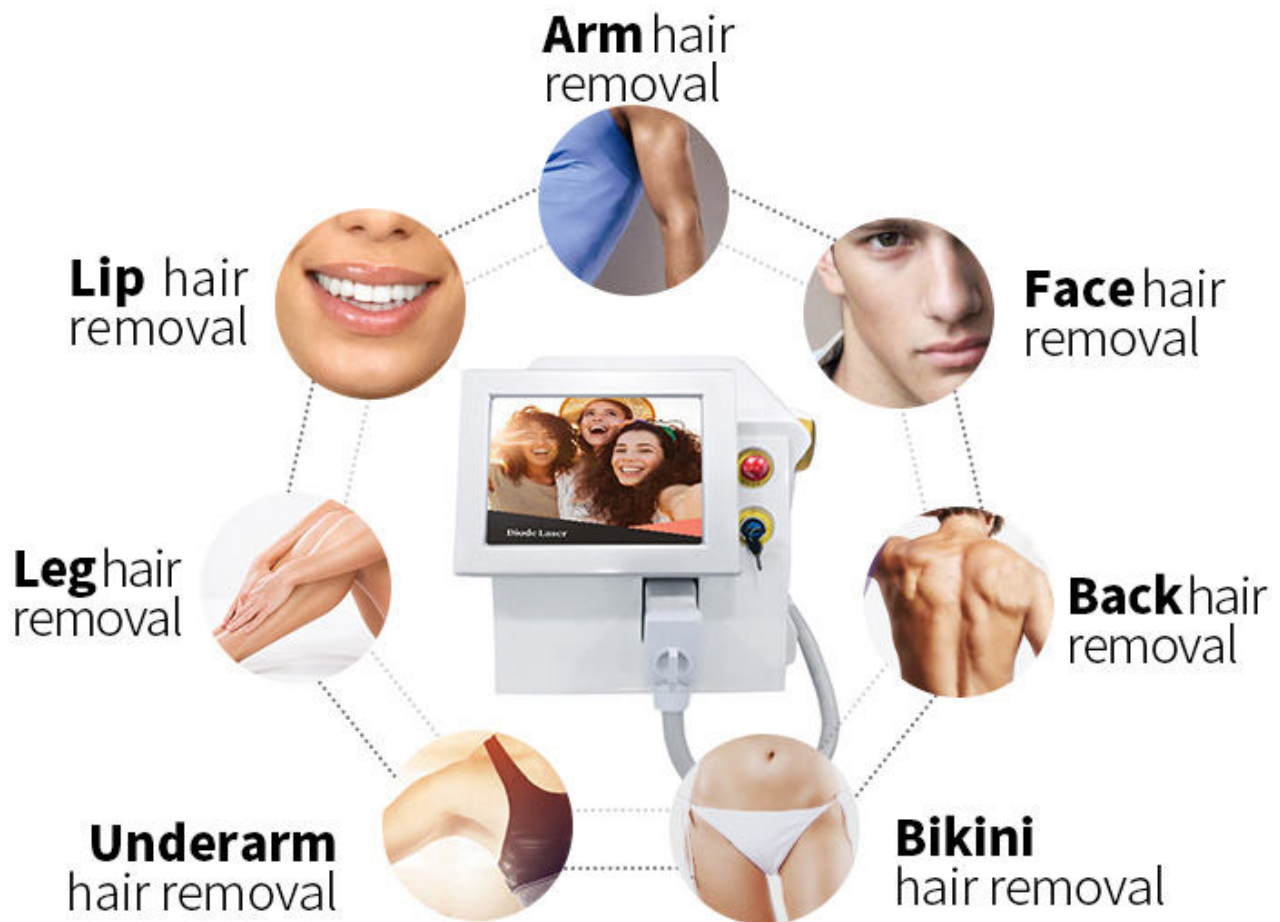 Arm hair
removal
Lip hair
removal
Face hair
removal
Diode Laser
Leg hair
removal
Back hair
removal
Underarm
hair removal
Bikini
hair removal